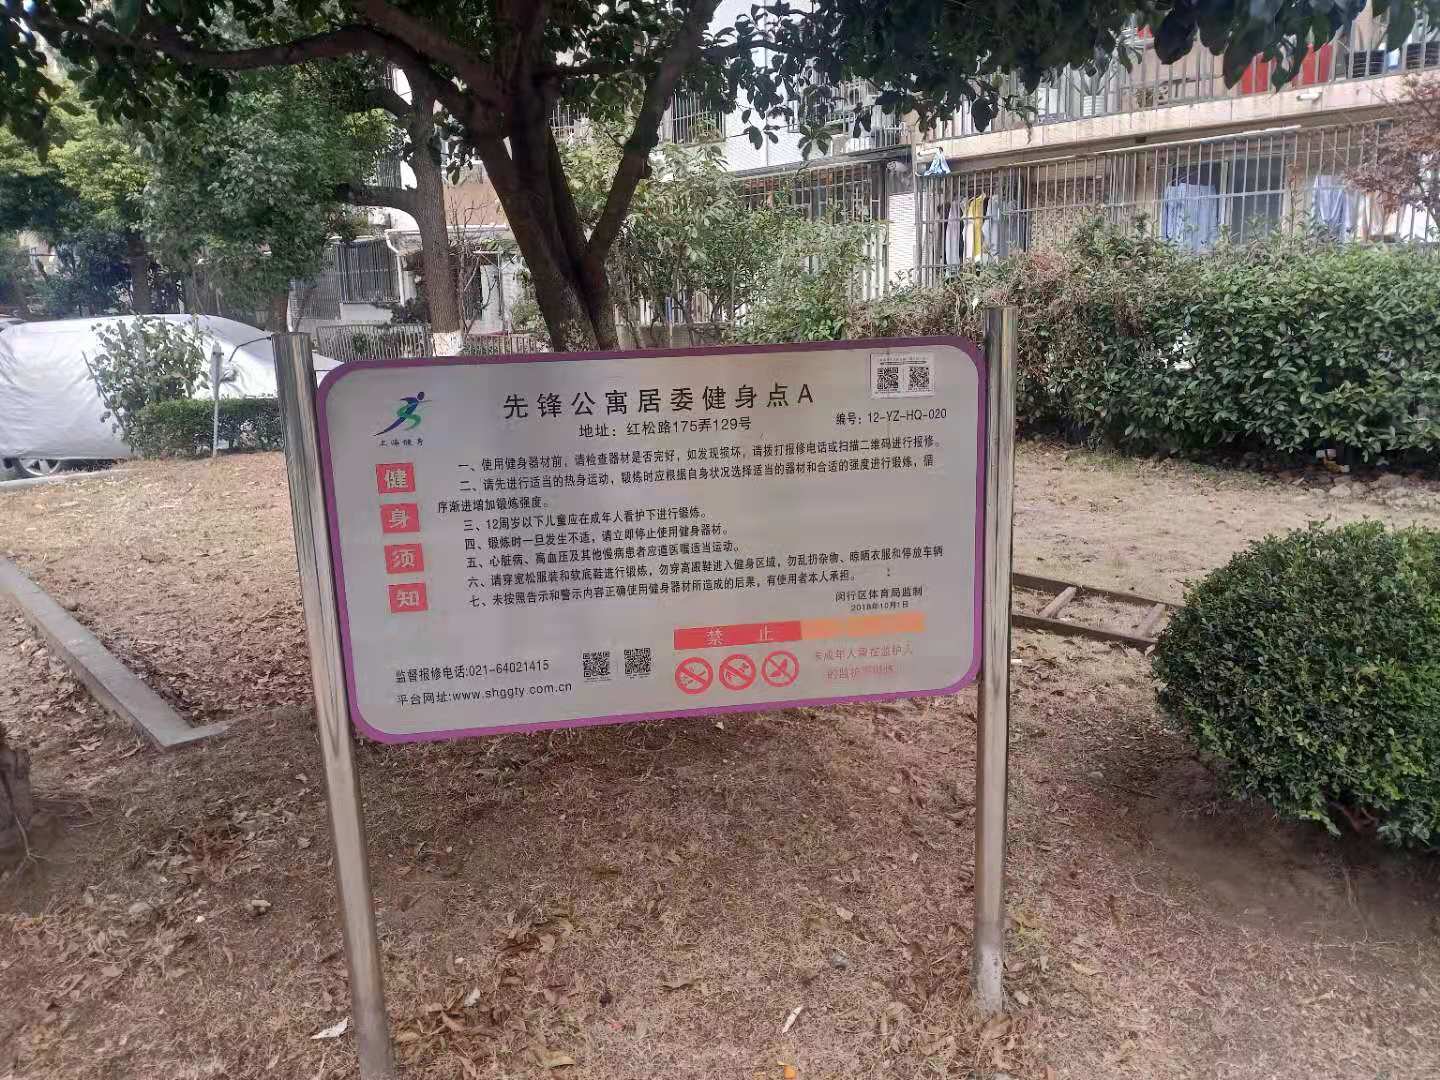 先锋公寓居委健身点A
地址：红松路175弄129号
编号：12-YZ-HQ-020
上海健身
健身须知
一、使用健身器材前，请检查器材是否完好，如发现损坏，请拨打报修电话或扫描二维码进行报修。
二、请先进行适当的热身运动，锻炼时应根据自身状况选择适当的器材和合适的强度进行锻炼，循
序渐进增加锻炼强度。
三、12周岁以下儿童应在成年人看护下进行锻炼。
四、锻炼时一旦发生不适，请立即停止使用健身器材。
五、心脏病、高血压及其他慢病患者应遵医嘱适当运动。
六、请穿宽松服装和软底鞋进行锻炼，勿穿高跟鞋进入健身区域，勿乱扔杂物、晾晒衣服和停放车辆
七、未按照告示和警示内容正确使用健身器材所造成的后果，有使用者本人承担。
闵行区体育局监制
2018年10月1日
禁 止
未成年人需在监护人
的监护下训练
监督报修电话:021-64021415
平台网址:www.shggty.com.cn